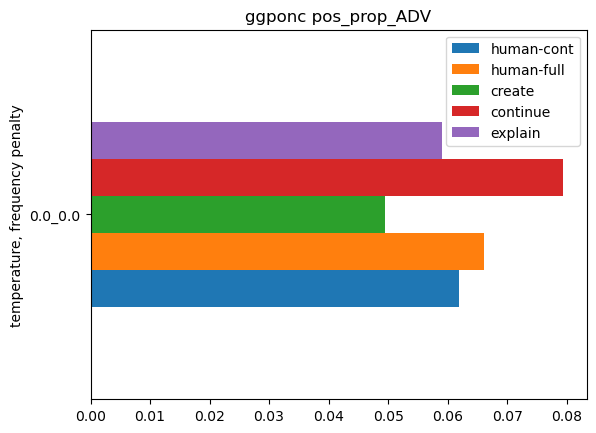 ggponc pos_prop_ADV
human-cont
human-full
create
continue
explain
temperature, frequency penalty
0.0_0.0
0.00 0.01 0.02 0.03 0.04 0.05 0.06 0.07 0.08